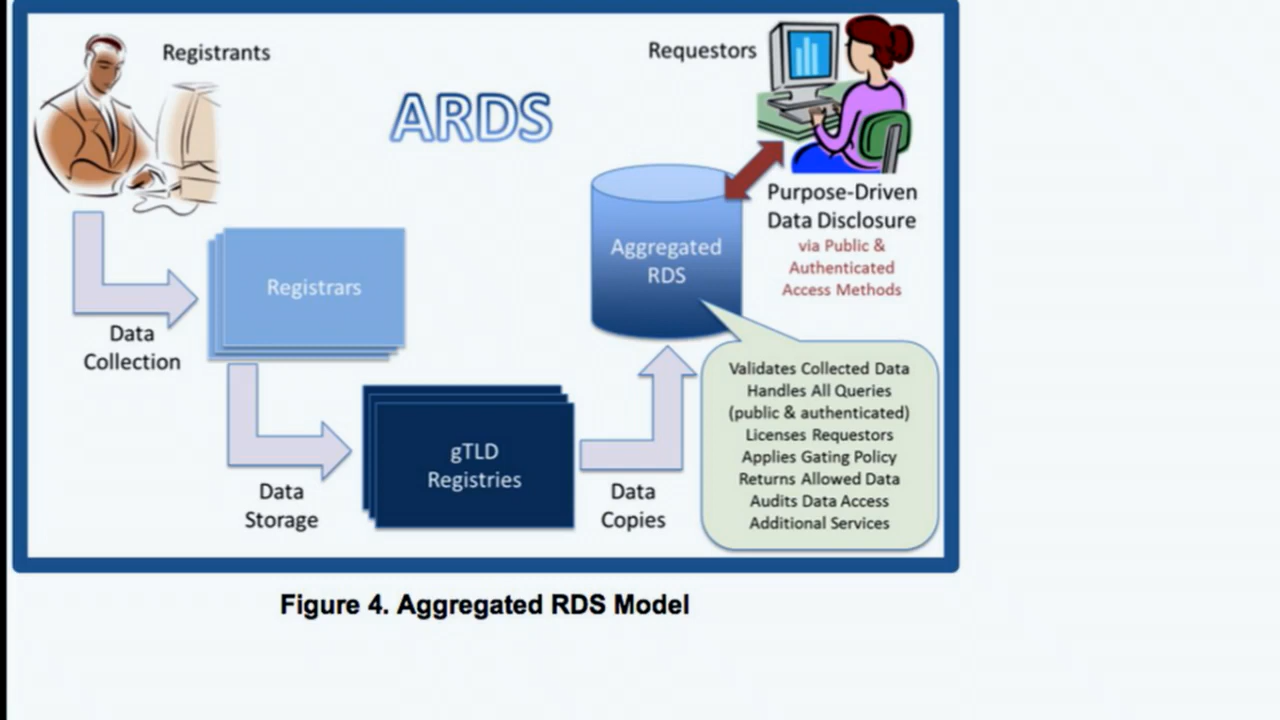 Registrants
Requestors
ARDS
Purpose-Driven
Data Disclosure
via Public &
Authenticated
Access Methods
Aggregated
RDS
Registrars
Data
Collection
Validates Collected Data
Handles All Queries
(public & authenticated)
Licenses Requestors
Applies Gating Policy
Returns Allowed Data
Audits Data Access
Additional Services
gTLD
Registries
Data
Storage
Data
Copies
Figure 4. Aggregated RDS Model